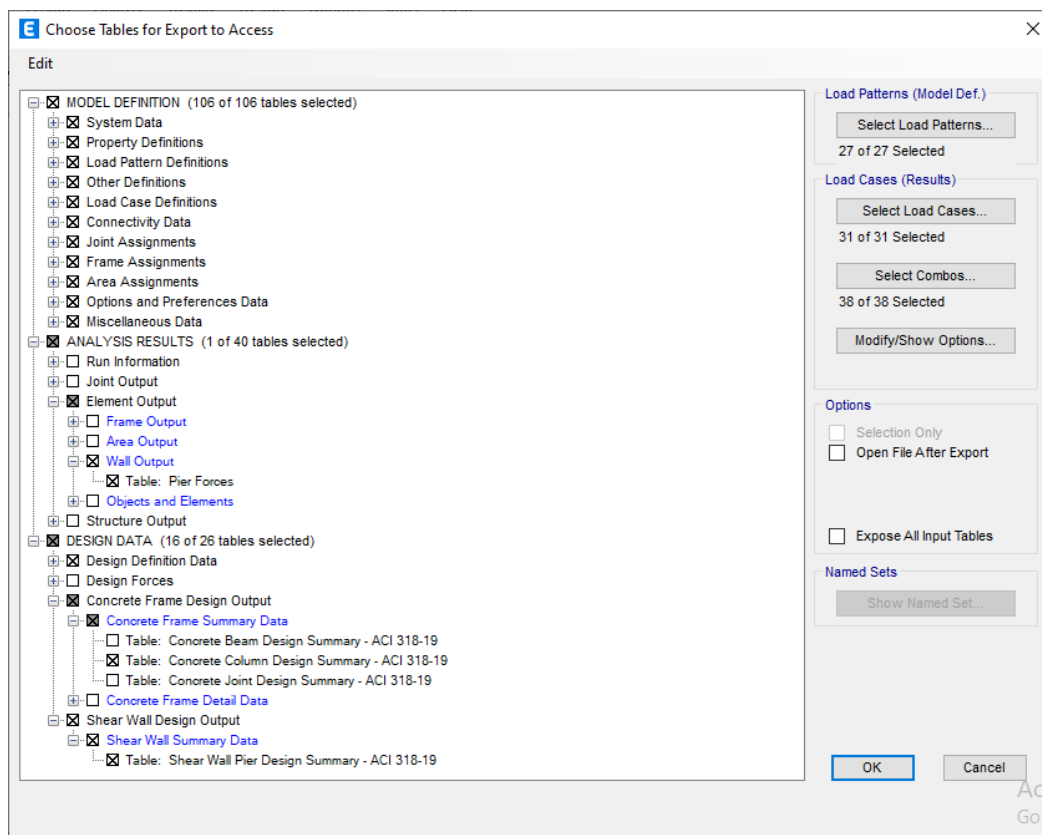 E Choose Tables for Export to Access
Edit
MODEL DEFINITION (106 of 106 tables selected)
System Data
Property Definitions
Load Pattern Definitions
Other Definitions
Load Case Definitions
Connectivity Data
Joint Assignments
Frame Assignments
Area Assignments
Options and Preferences Data
Miscellaneous Data
ANALYSIS RESULTS (1 of 40 tables selected)
Run Information
Joint Output
Element Output
Frame Output
Area Output
Wall Output
Table: Pier Forces
Objects and Elements
Structure Output
DESIGN DATA (16 of 26 tables selected)
Design Definition Data
Design Forces
Concrete Frame Design Output
Concrete Frame Summary Data
Table: Concrete Beam Design Summary - ACI 318-19
Table: Concrete Column Design Summary - ACI 318-19
Table: Concrete Joint Design Summary - ACI 318-19
Concrete Frame Detail Data
Shear Wall Design Output
Shear Wall Summary Data
Table: Shear Wall Pier Design Summary - ACI 318-19
Load Patterns (Model Def.)
Select Load Patterns...
27 of 27 Selected
Load Cases (Results)
Select Load Cases...
31 of 31 Selected
Select Combos...
38 of 38 Selected
Modify/Show Options...
Options
Selection Only
Open File After Export
Expose All Input Tables
Named Sets
Show Named Set...
OK
Cancel
Ac
Go